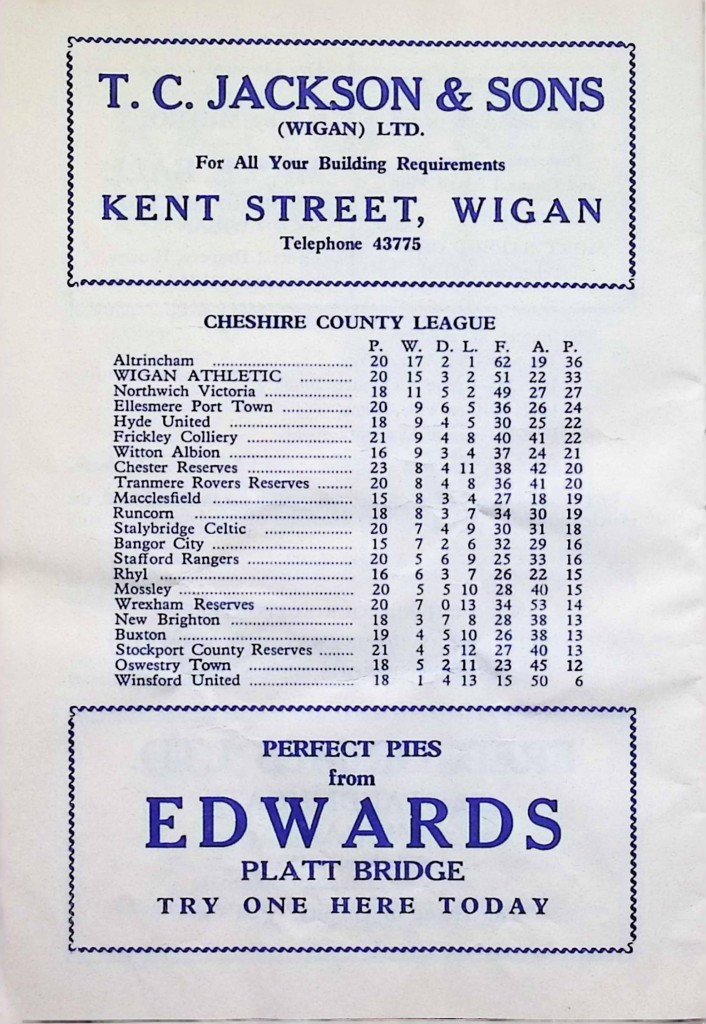 T. C. JACKSON & SONS
(WIGAN) LTD.
For All Your Building Requirements
KENT STREET, WIGAN
Telephone 43775
CHESHIRE COUNTY LEAGUE
P. W. D. L. F. A. P.
Altrincham ........................ 20 17 2 1 62 19 36
WIGAN ATHLETIC ............ 20 15 3 2 51 22 33
Northwich Victoria .................... 18 11 5 2 49 27 27
Ellesmere Port Town ................ 20 9 6 5 36 26 24
Hyde United ........................... 18 9 4 5 30 25 22
Frickley Colliery ..................... 21 9 4 8 40 41 22
Witton Albion ........................ 16 9 3 4 37 24 21
Chester Reserves ..................... 23 8 4 11 38 42 20
Tranmere Rovers Reserves ........ 20 8 4 8 36 41 20
Macclesfield ........................... 15 8 3 4 27 18 19
Runcorn ............................... 18 8 3 7 34 30 19
Stalybridge Celtic .................. 20 7 4 9 30 31 18
Bangor City ........................... 15 7 2 6 32 29 16
Stafford Rangers ..................... 20 5 6 9 25 33 16
Rhyl ..................................... 16 6 3 7 26 22 15
Mossley ................................. 20 5 5 10 28 40 15
Wrexham Reserves .................. 20 7 0 13 34 53 14
New Brighton ........................ 18 3 7 8 28 38 13
Buxton ................................. 19 4 5 10 26 38 13
Stockport County Reserves ....... 21 4 5 12 27 40 13
Oswestry Town ..................... 18 5 2 11 23 45 12
Winsford United ..................... 18 1 4 13 15 50 6
PERFECT PIES
from
EDWARDS
PLATT BRIDGE
TRY ONE HERE TODAY